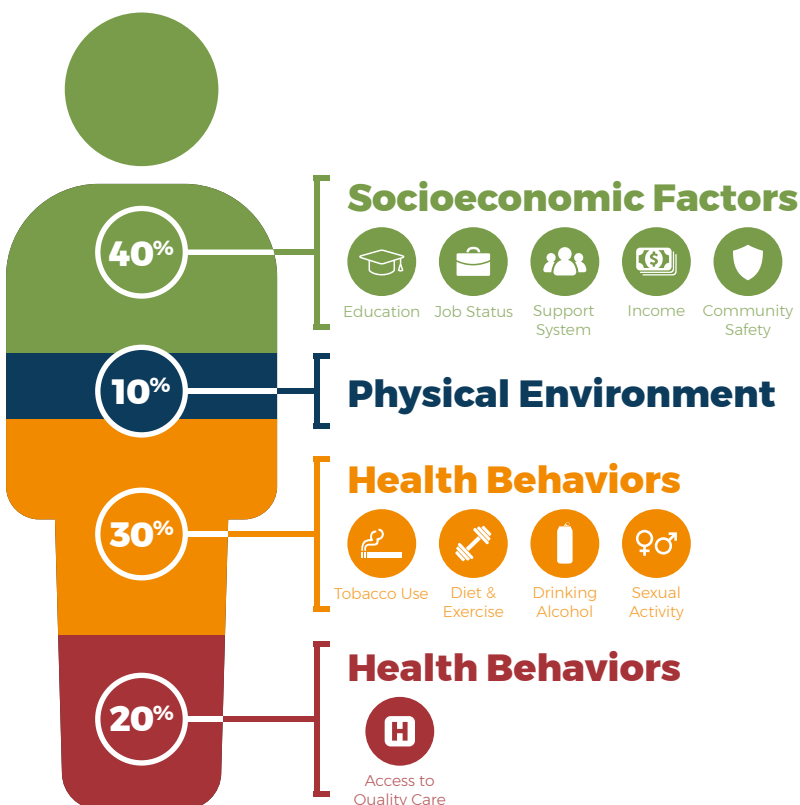 Socioeconomic Factors
40%
Education
Job Status
Support
System
Income
Community
Safety
10%
Physical Environment
Health Behaviors
30%
Tobacco Use
Diet &
Exercise
Drinking
Alcohol
Sexual
Activity
Health Behaviors
20%
H
Access to
Quality Care